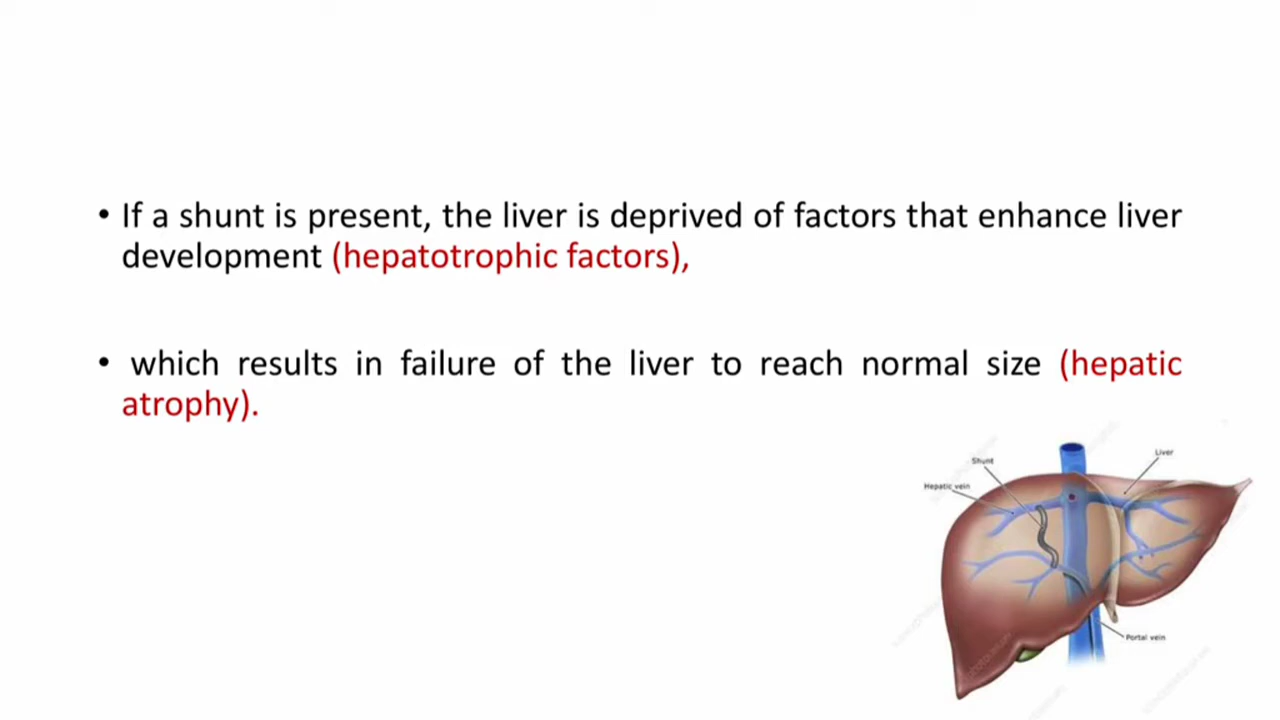 • If a shunt is present, the liver is deprived of factors that enhance liver
development (hepatotrophic factors),
• which results in failure of the liver to reach normal size (hepatic
atrophy).
Shunt
Liver
Hepatic vein
Portal vein